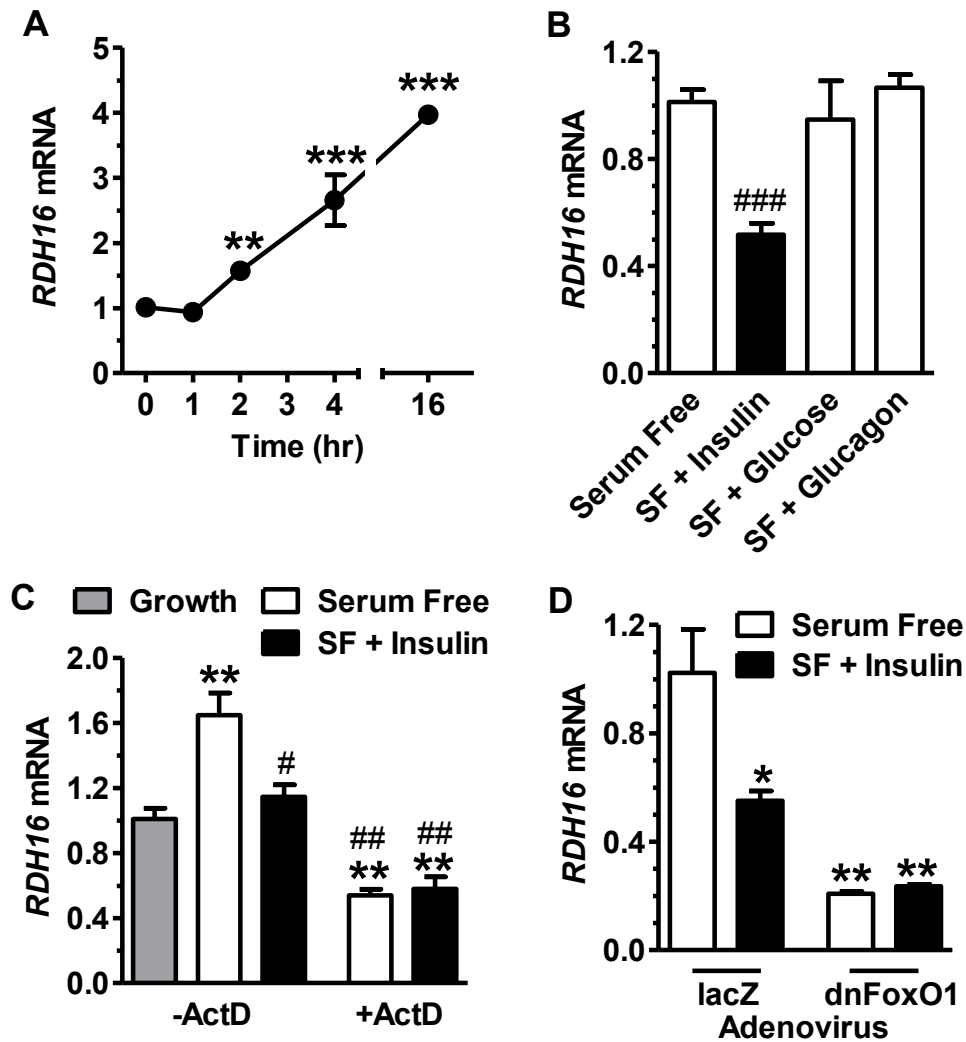 A
RDH16 mRNA
5
4
3
2
1
0
**
***
***
0 1 2 3 4 16
Time (hr)
B
RDH16 mRNA
1.2
0.8
0.4
0.0
###
Serum Free
SF + Insulin
SF + Glucose
SF + Glucagon
C
Growth
Serum Free
SF + Insulin
RDH16 mRNA
2.0
1.6
1.2
0.8
0.4
0.0
**
#
##
**
##
**
-ActD +ActD
D
Serum Free
SF + Insulin
RDH16 mRNA
1.2
0.8
0.4
0.0
*
**
**
lacZ dnFoxO1
Adenovirus